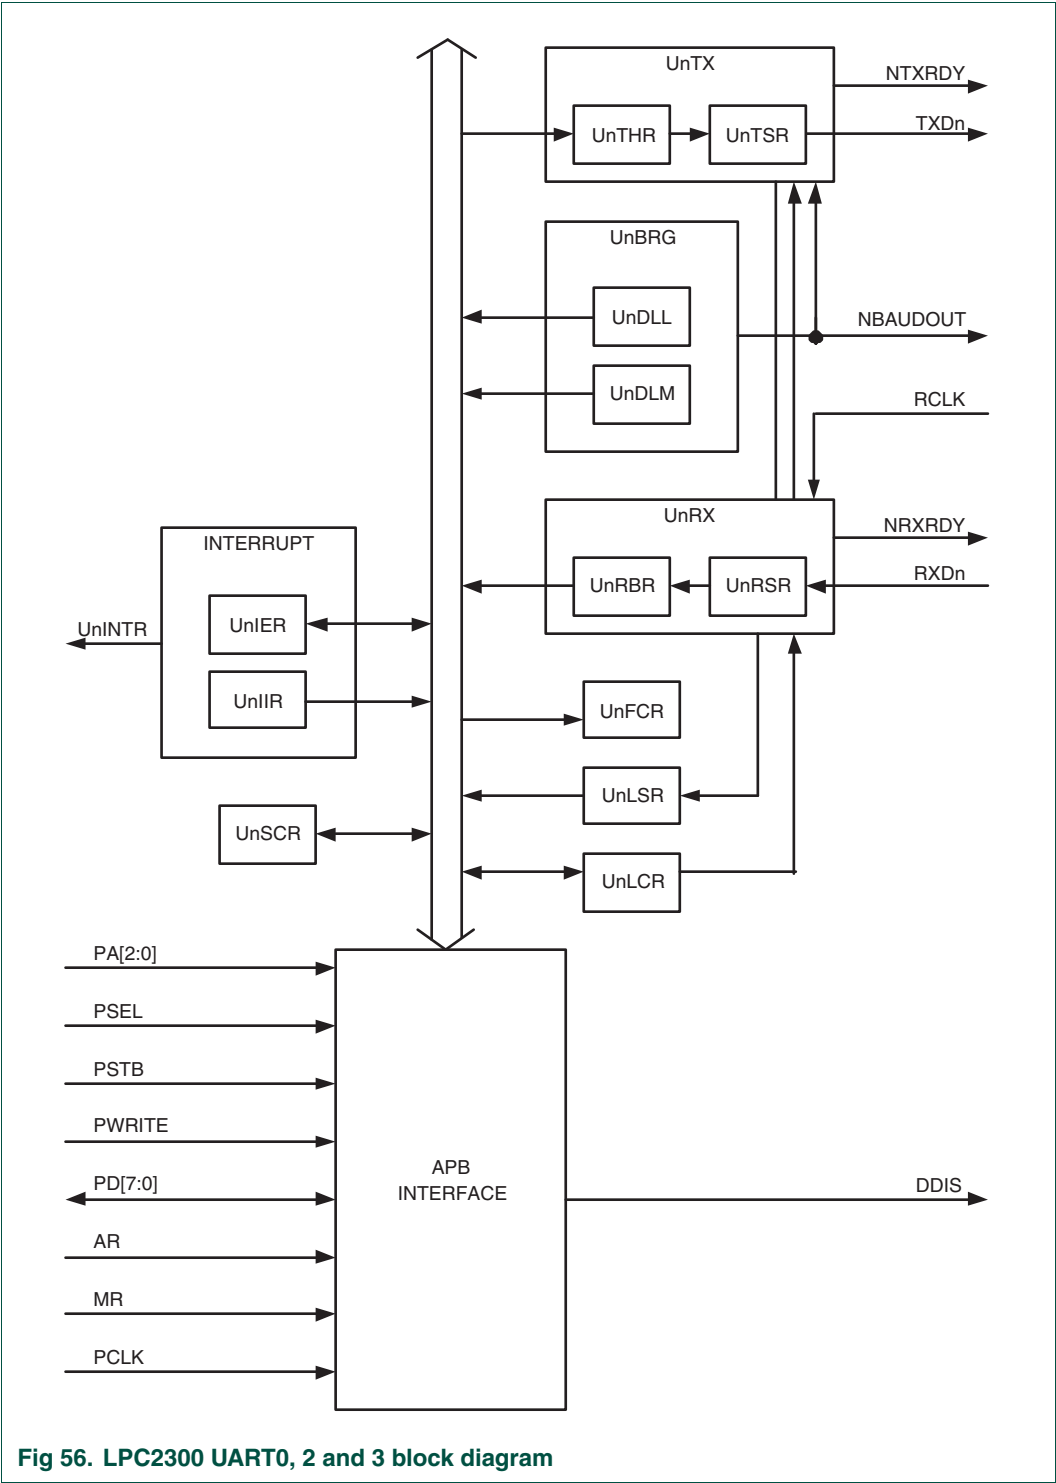 UnTX
NTXRDY
UnTHR
UnTSR
TXDn
UnBRG
UnDLL
NBAUDOUT
UnDLM
RCLK
UnRX
NRXRDY
INTERRUPT
UnRBR
UnRSR
RXDn
UnIER
UnINTR
UnIIR
UnFCR
UnLSR
UnSCR
UnLCR
PA[2:0]
PSEL
PSTB
PWRITE
APB
INTERFACE
PD[7:0]
DDIS
AR
MR
PCLK
Fig 56. LPC2300 UART0, 2 and 3 block diagram